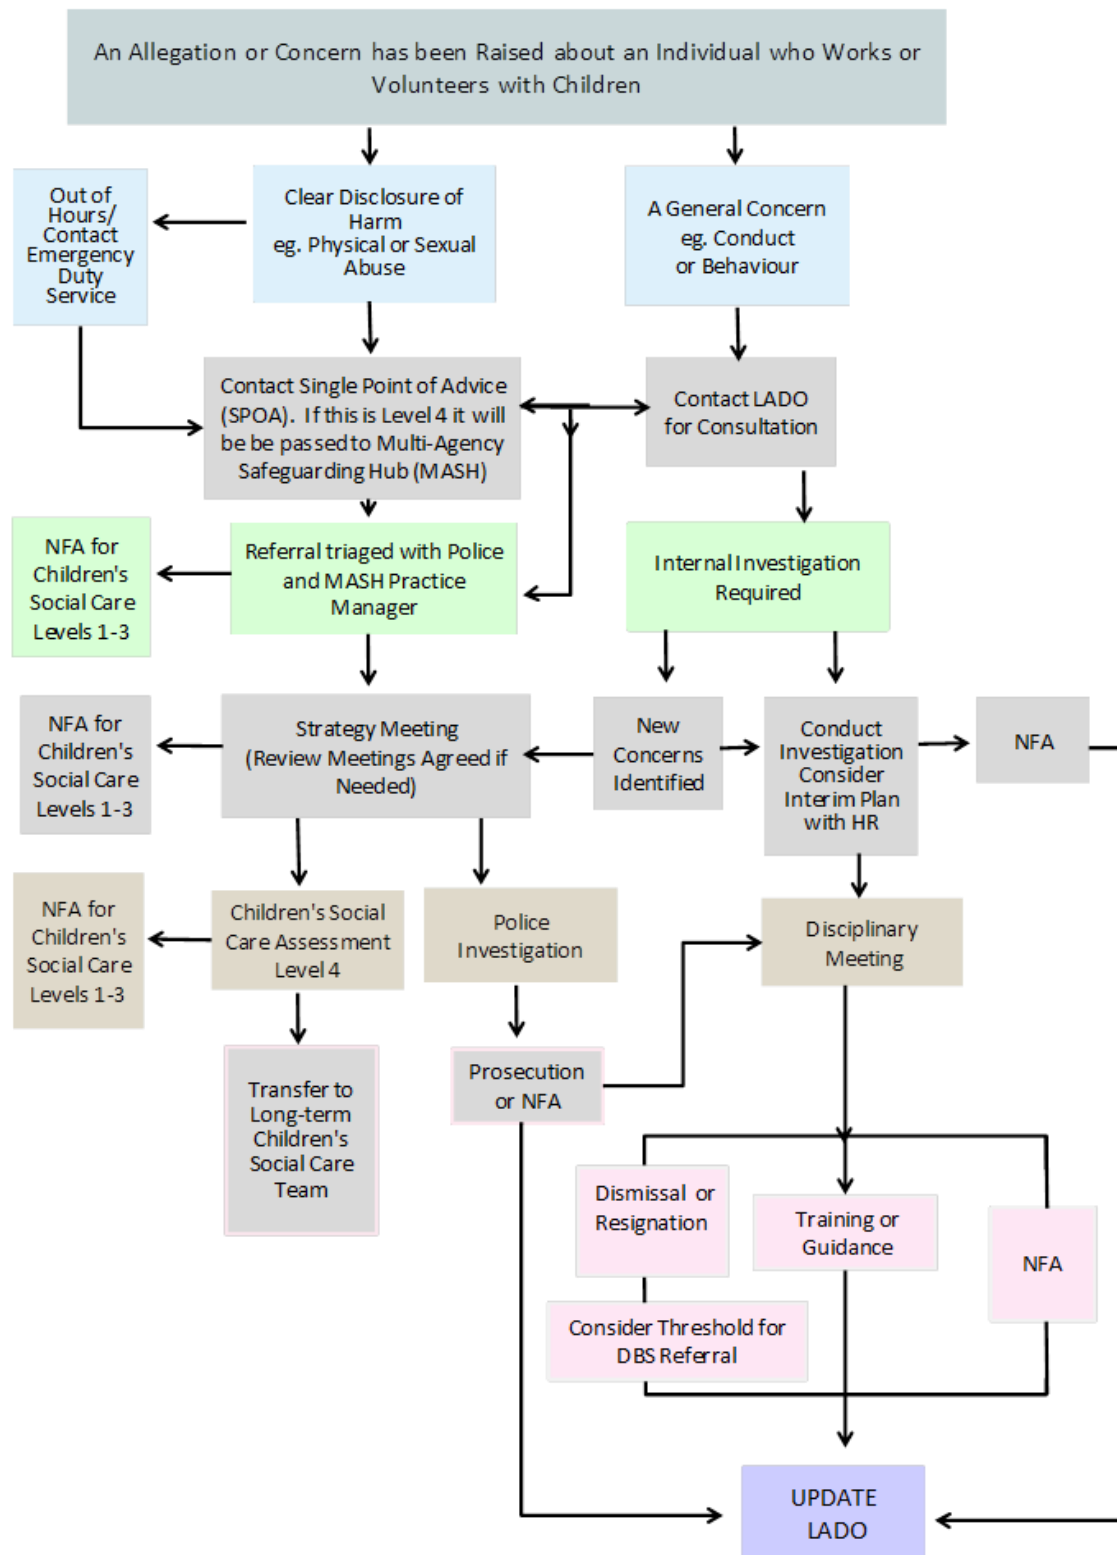 An Allegation or Concern has been Raised about an Individual who Works or
Volunteers with Children
Out of
Hours/
Contact
Emergency
Duty
Service
Clear Disclosure of
Harm
eg. Physical or Sexual
Abuse
A General Concern
eg. Conduct
or Behaviour
Contact Single Point of Advice
(SPOA). If this is Level 4 it will
be be passed to Multi-Agency
Safeguarding Hub (MASH)
Contact LADO
for Consultation
NFA for
Children's
Social Care
Levels 1-3
Referral triaged with Police
and MASH Practice
Manager
Internal Investigation
Required
NFA for
Children's
Social Care
Levels 1-3
Strategy Meeting
(Review Meetings Agreed if
Needed)
New
Concerns
Identified
Conduct
Investigation
Consider
Interim Plan
with HR
NFA
NFA for
Children's
Social Care
Levels 1-3
Children's Social
Care Assessment
Level 4
Police
Investigation
Disciplinary
Meeting
Transfer to
Long-term
Children's
Social Care
Team
Prosecution
or NFA
Dismissal or
Resignation
Training or
Guidance
NFA
Consider Threshold for
DBS Referral
UPDATE
LADO